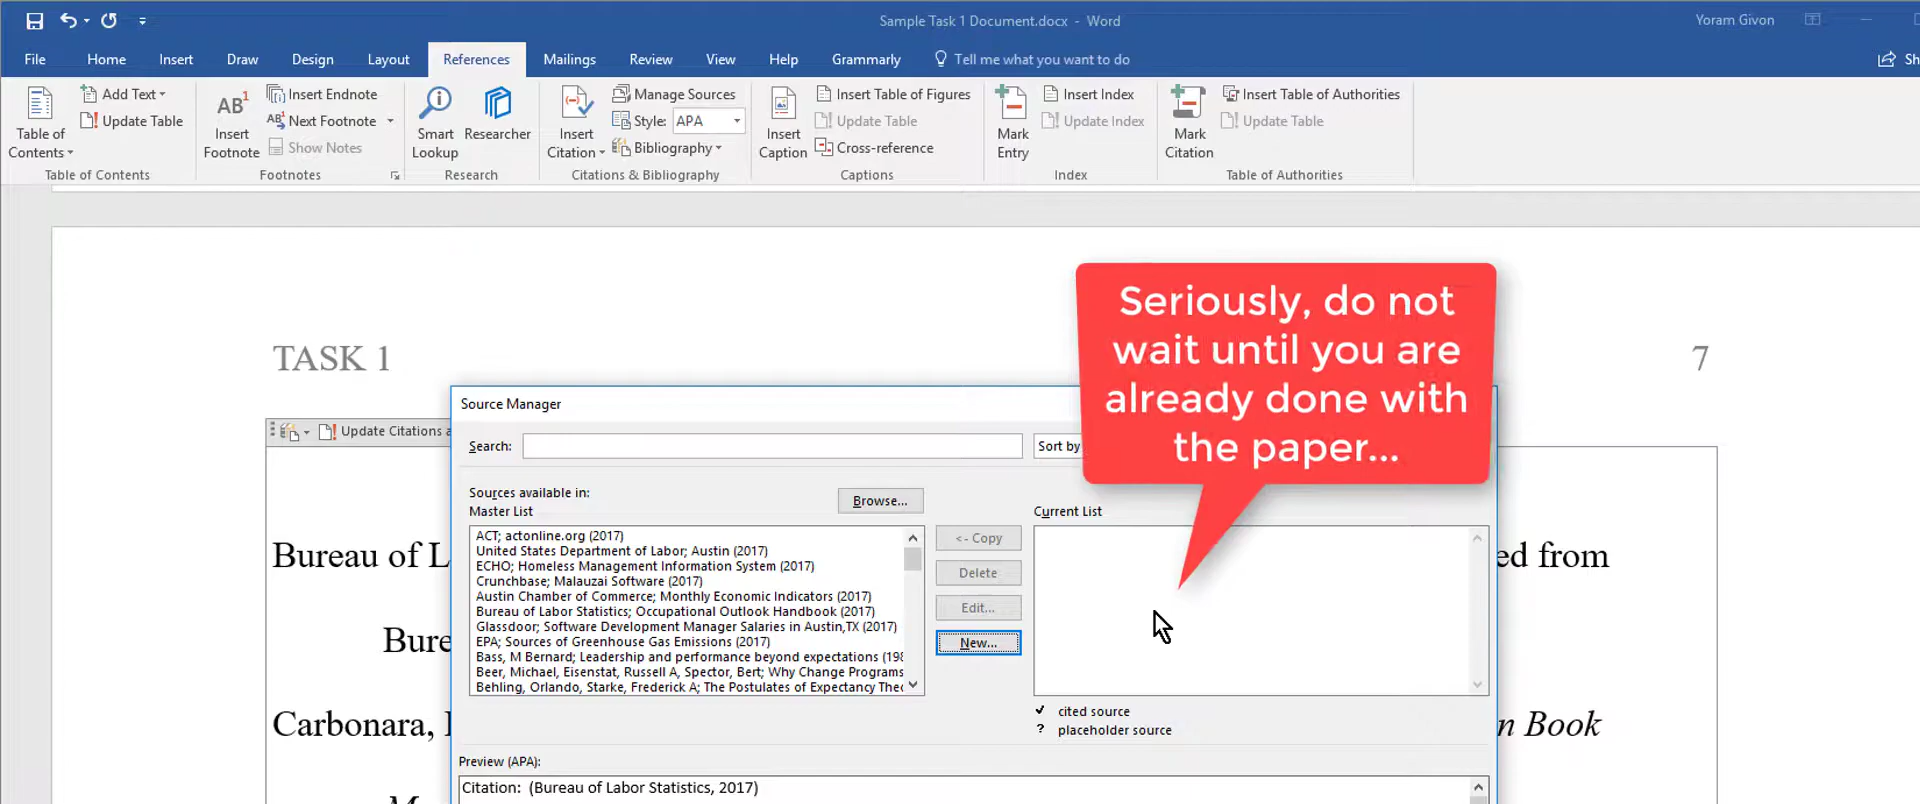 Sample Task 1 Document.docx - Word
Yoram Givon
File Home Insert Draw Design Layout References Mailings Review View Help Grammarly Tell me what you want to do
Table of Contents
Add Text
Update Table
Table of Contents
AB1
Insert Footnote
Insert Endnote
Next Footnote
Show Notes
Footnotes
Smart Lookup
Researcher
Research
Insert Citation
Manage Sources
Style: APA
Bibliography
Citations & Bibliography
Insert Caption
Insert Table of Figures
Update Table
Cross-reference
Captions
Mark Entry
Insert Index
Update Index
Index
Mark Citation
Insert Table of Authorities
Update Table
Table of Authorities
Seriously, do not
wait until you are
already done with
the paper...
TASK 1
7
Source Manager
Update Citations a
Search:
Sort by
Sources available in:
Master List
Browse...
Current List
ACT; actonline.org (2017)
United States Department of Labor; Austin (2017)
ECHO; Homeless Management Information System (2017)
Crunchbase; Malauzai Software (2017)
Austin Chamber of Commerce; Monthly Economic Indicators (2017)
Bureau of Labor Statistics; Occupational Outlook Handbook (2017)
Glassdoor; Software Development Manager Salaries in Austin,TX (2017)
EPA; Sources of Greenhouse Gas Emissions (2017)
Bass, M Bernard; Leadership and performance beyond expectations (198
Beer, Michael, Eisenstat, Russell A, Spector, Bert; Why Change Programs
Behling, Orlando, Starke, Frederick A; The Postulates of Expectancy Theo
<- Copy
Delete
Edit...
New...
Bureau of L
ed from
Bure
Carbonara,
n Book
cited source
? placeholder source
Preview (APA):
Citation: (Bureau of Labor Statistics, 2017)